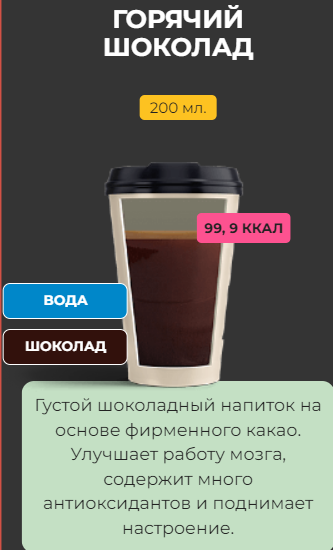 ГОРЯЧИЙ
ШОКОЛАД
200 мл.
99, 9 ККАЛ
ВОДА
ШОКОЛАД
Густой шоколадный напиток на
основе фирменного какао.
Улучшает работу мозга,
содержит много
антиоксидантов и поднимает
настроение.